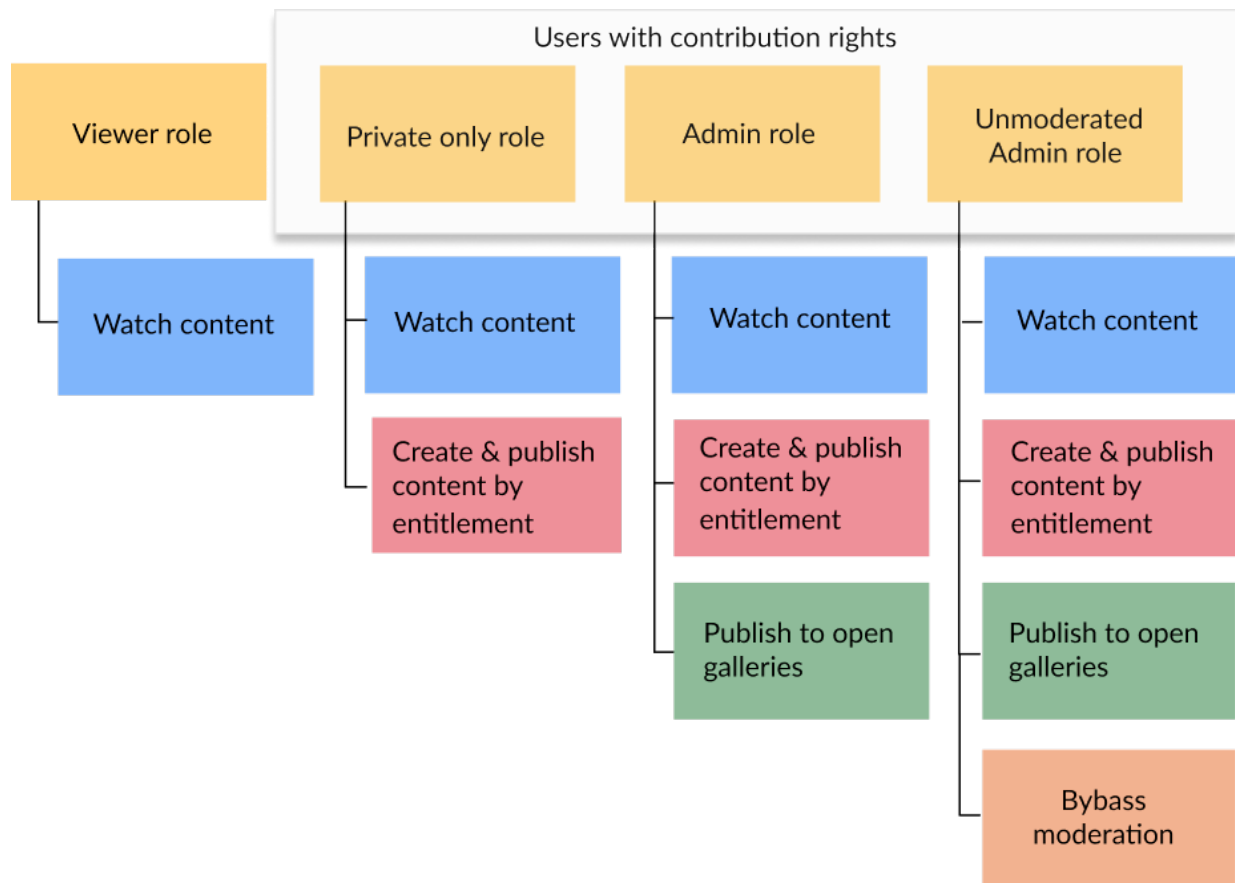 Users with contribution rights
Viewer role
Private only role
Admin role
Unmoderated
Admin role
Watch content
Watch content
Watch content
Watch content
Create & publish
content by
entitlement
Create & publish
content by
entitlement
Create & publish
content by
entitlement
Publish to open
galleries
Publish to open
galleries
Bybass
moderation